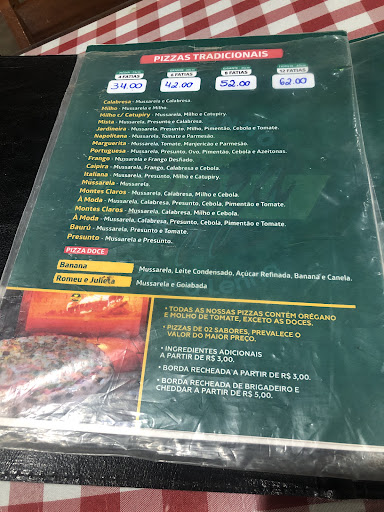 PIZZAS TRADICIONAIS
4 FATIAS 6 FATIAS 8 FATIAS 12 FATIAS
34.00 42.00 52.00 62.00
Calabresa - Mussarela e Calabresa.
Milho - Mussarela e Milho.
Milho c/ Catupiry - Mussarela, Milho e Catupiry.
Mista - Mussarela, Presunto e Calabresa.
Jardineira - Mussarela, Presunto, Milho, Pimentão, Cebola e Tomate.
Napolitana - Mussarela, Tomate e Parmesão.
Marguerita - Mussarela, Tomate, Manjericão e Parmesão.
Portuguesa - Mussarela, Presunto, Ovo, Pimentão, Cebola e Azeitonas.
Frango - Mussarela e Frango Desfiado.
Caipira - Mussarela, Frango, Calabresa e Cebola.
Italiana - Mussarela, Presunto, Milho e Catupiry.
Mussarela - Mussarela.
Montes Claros - Mussarela, Calabresa, Milho e Cebola.
À Moda - Mussarela, Calabresa, Presunto, Cebola, Pimentão e Tomate.
Montes Claros - Mussarela, Calabresa, Milho e Cebola.
À Moda - Mussarela, Calabresa, Presunto, Cebola, Pimentão e Tomate.
Baurú - Mussarela, Presunto e Tomate.
Presunto - Mussarela e Presunto.
PIZZA DOCE
Banana Mussarela, Leite Condensado, Açúcar Refinada, Banana e Canela.
Romeu e Julieta Mussarela e Goiabada
• TODAS AS NOSSAS PIZZAS CONTÉM ORÉGANO
E MOLHO DE TOMATE, EXCETO AS DOCES.
• PIZZAS DE 02 SABORES, PREVALECE O
VALOR DO MAIOR PREÇO.
• INGREDIENTES ADICIONAIS
A PARTIR DE R$ 3,00.
• BORDA RECHEADA A PARTIR DE R$ 3,00.
• BORDA RECHEADA DE BRIGADEIRO E
CHEDDAR A PARTIR DE R$ 5,00.